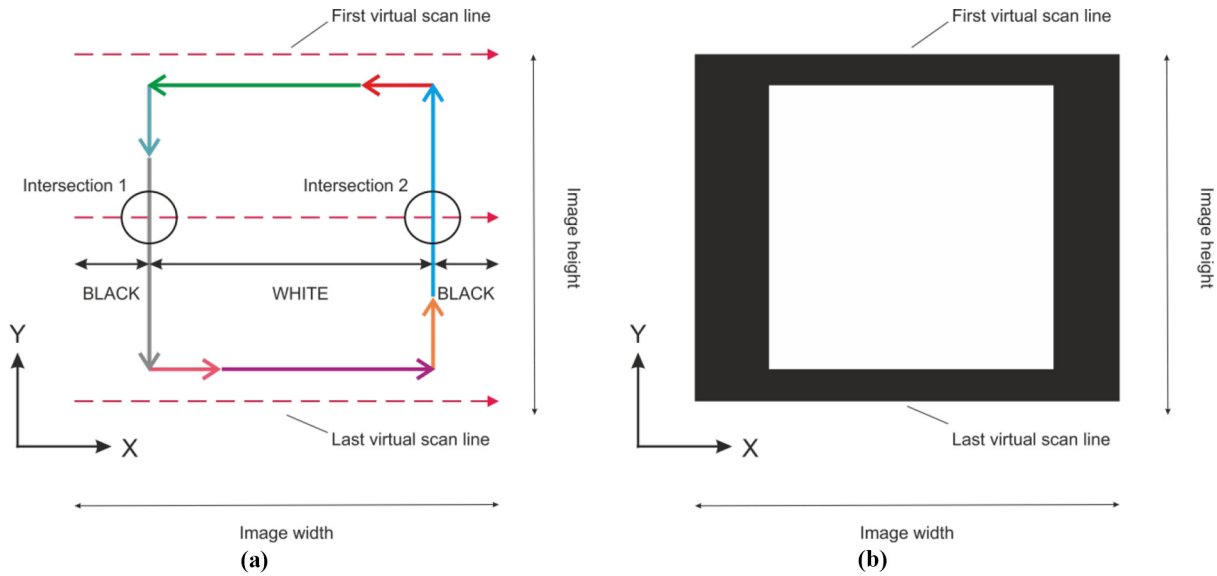 First virtual scan line
Intersection 1
Intersection 2
Image height
BLACK
WHITE
BLACK
Y
X
Last virtual scan line
Image width
(a)
First virtual scan line
Image height
Y
X
Last virtual scan line
Image width
(b)